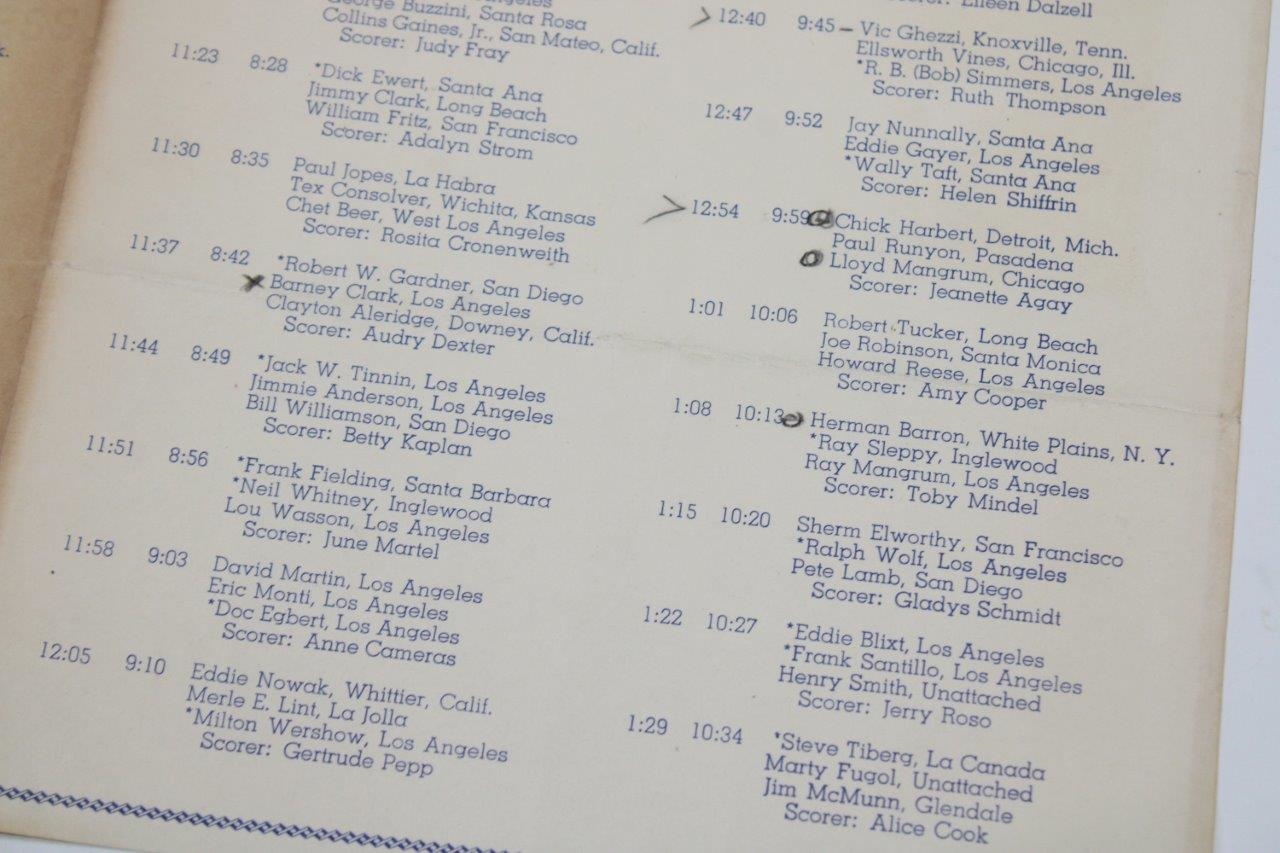 George Buzzini, Santa Rosa
Collins Gaines, Jr., San Mateo, Calif.
Scorer: Judy Fray
11:23 8:28 *Dick Ewert, Santa Ana
Jimmy Clark, Long Beach
William Fritz, San Francisco
Scorer: Adalyn Strom
11:30 8:35 Paul Jopes, La Habra
Tex Consolver, Wichita, Kansas
Chet Beer, West Los Angeles
Scorer: Rosita Cronenweith
11:37 8:42 *Robert W. Gardner, San Diego
Barney Clark, Los Angeles
Clayton Aleridge, Downey, Calif.
Scorer: Audry Dexter
11:44 8:49 *Jack W. Tinnin, Los Angeles
Jimmie Anderson, Los Angeles
Bill Williamson, San Diego
Scorer: Betty Kaplan
11:51 8:56 *Frank Fielding, Santa Barbara
*Neil Whitney, Inglewood
Lou Wasson, Los Angeles
Scorer: June Martel
11:58 9:03 David Martin, Los Angeles
Eric Monti, Los Angeles
*Doc Egbert, Los Angeles
Scorer: Anne Cameras
12:05 9:10 Eddie Nowak, Whittier, Calif.
Merle E. Lint, La Jolla
*Milton Wershow, Los Angeles
Scorer: Gertrude Pepp
Scorer: Eileen Dalzell
12:40 9:45 Vic Ghezzi, Knoxville, Tenn.
Ellsworth Vines, Chicago, Ill.
*R. B. (Bob) Simmers, Los Angeles
Scorer: Ruth Thompson
12:47 9:52 Jay Nunnally, Santa Ana
Eddie Gayer, Los Angeles
*Wally Taft, Santa Ana
Scorer: Helen Shiffrin
12:54 9:59 Chick Harbert, Detroit, Mich.
Paul Runyon, Pasadena
Lloyd Mangrum, Chicago
Scorer: Jeanette Agay
1:01 10:06 Robert Tucker, Long Beach
Joe Robinson, Santa Monica
Howard Reese, Los Angeles
Scorer: Amy Cooper
1:08 10:13 Herman Barron, White Plains, N. Y.
*Ray Sleppy, Inglewood
Ray Mangrum, Los Angeles
Scorer: Toby Mindel
1:15 10:20 Sherm Elworthy, San Francisco
*Ralph Wolf, Los Angeles
Pete Lamb, San Diego
Scorer: Gladys Schmidt
1:22 10:27 *Eddie Blixt, Los Angeles
*Frank Santillo, Los Angeles
Henry Smith, Unattached
Scorer: Jerry Roso
1:29 10:34 *Steve Tiberg, La Canada
Marty Fugol, Unattached
Jim McMunn, Glendale
Scorer: Alice Cook